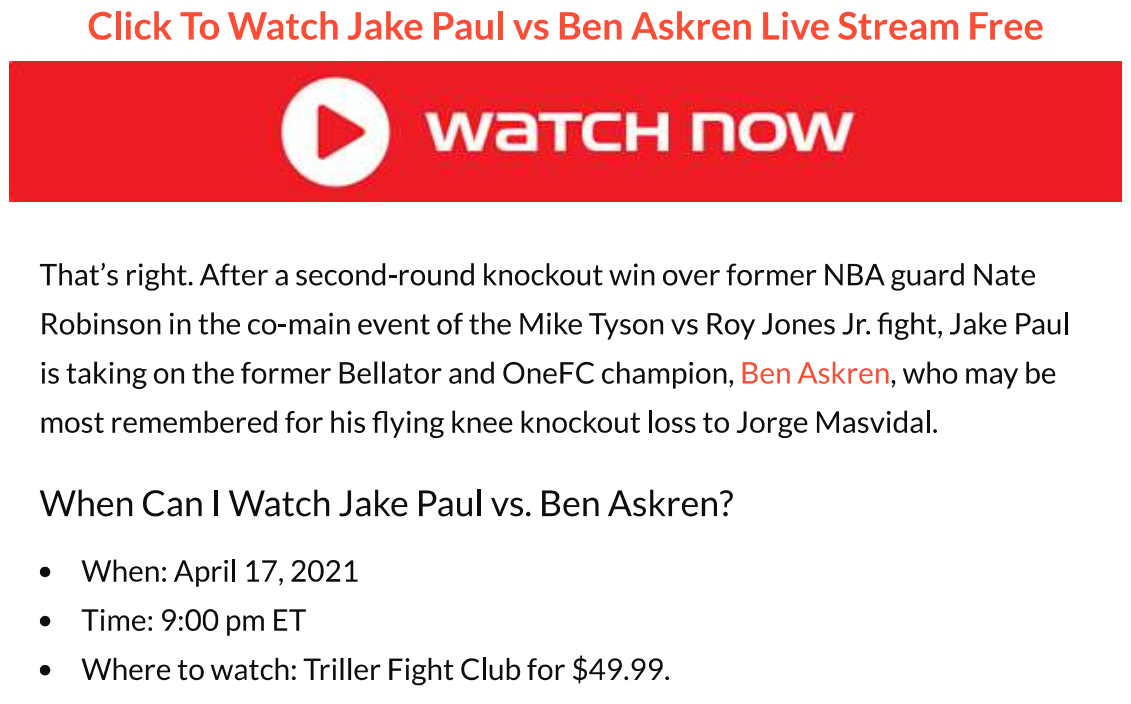 Click To Watch Jake Paul vs Ben Askren Live Stream Free
WATCH NOW
That's right. After a second-round knockout win over former NBA guard Nate
Robinson in the co-main event of the Mike Tyson vs Roy Jones Jr. fight, Jake Paul
is taking on the former Bellator and OneFC champion, Ben Askren, who may be
most remembered for his flying knee knockout loss to Jorge Masvidal.
When Can I Watch Jake Paul vs. Ben Askren?
• When: April 17, 2021
• Time: 9:00 pm ET
• Where to watch: Triller Fight Club for $49.99.